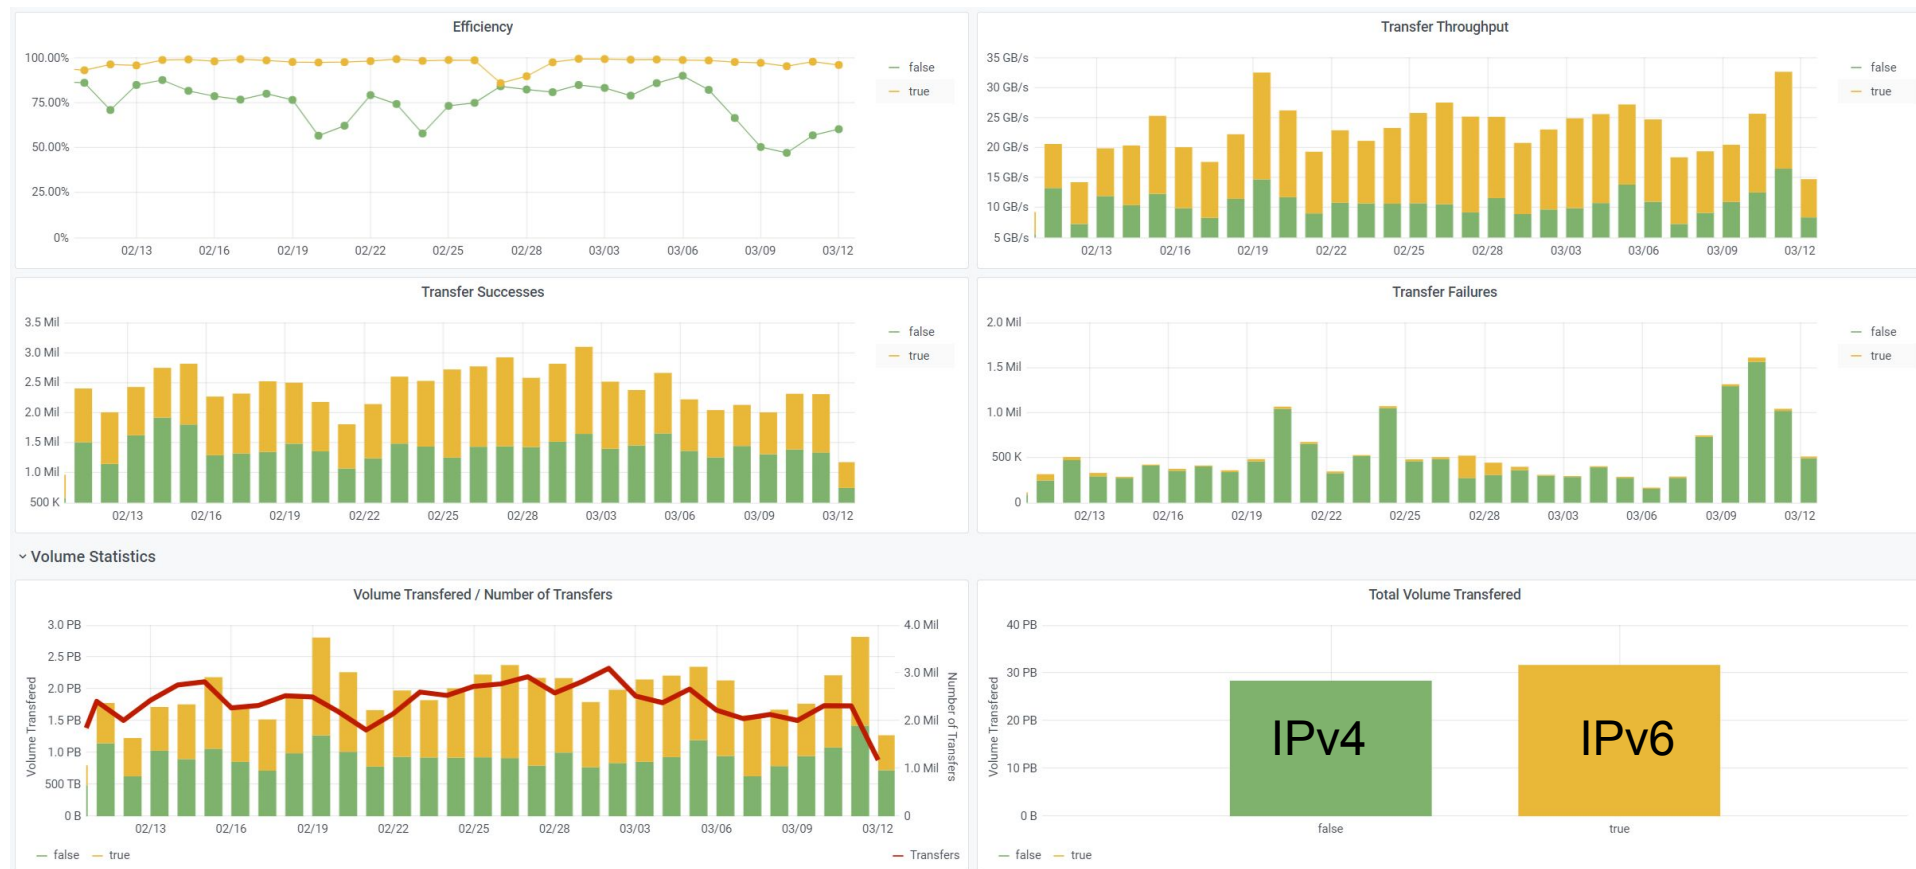 Efficiency
100.00%
75.00%
50.00%
25.00%
0%
02/13 02/16 02/19 02/22 02/25 02/28 03/03 03/06 03/09 03/12
false
true
Transfer Throughput
35 GB/s
30 GB/s
25 GB/s
20 GB/s
15 GB/s
10 GB/s
5 GB/s
02/13 02/16 02/19 02/22 02/25 02/28 03/03 03/06 03/09 03/12
false
true
Transfer Successes
3.5 Mil
3.0 Mil
2.5 Mil
2.0 Mil
1.5 Mil
1.0 Mil
500 K
02/13 02/16 02/19 02/22 02/25 02/28 03/03 03/06 03/09 03/12
false
true
Transfer Failures
2.0 Mil
1.5 Mil
1.0 Mil
500 K
0
02/13 02/16 02/19 02/22 02/25 02/28 03/03 03/06 03/09 03/12
false
true
Volume Statistics
Volume Transfered / Number of Transfers
Volume Transfered
3.0 PB
2.5 PB
2.0 PB
1.5 PB
1.0 PB
500 TB
0 B
4.0 Mil
3.0 Mil
2.0 Mil
1.0 Mil
0
Number of Transfers
02/13 02/16 02/19 02/22 02/25 02/28 03/03 03/06 03/09 03/12
false true Transfers
Total Volume Transfered
Volume Transfered
40 PB
30 PB
20 PB
10 PB
0 B
IPv4 IPv6
false true
false true